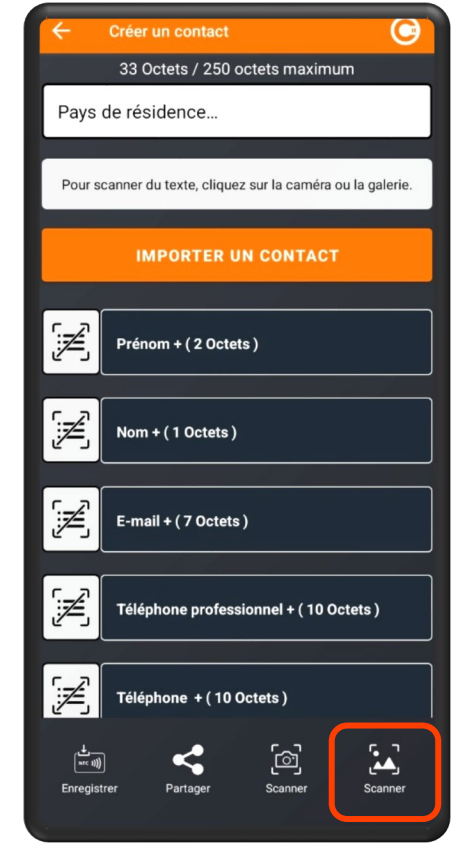 Créer un contact
33 Octets / 250 octets maximum
Pays de résidence...
Pour scanner du texte, cliquez sur la caméra ou la galerie.
IMPORTER UN CONTACT
Prénom + ( 2 Octets )
Nom + ( 1 Octets )
E-mail + ( 7 Octets )
Téléphone professionnel + ( 10 Octets )
Téléphone + ( 10 Octets )
NFC
Enregistrer
Partager
Scanner
Scanner